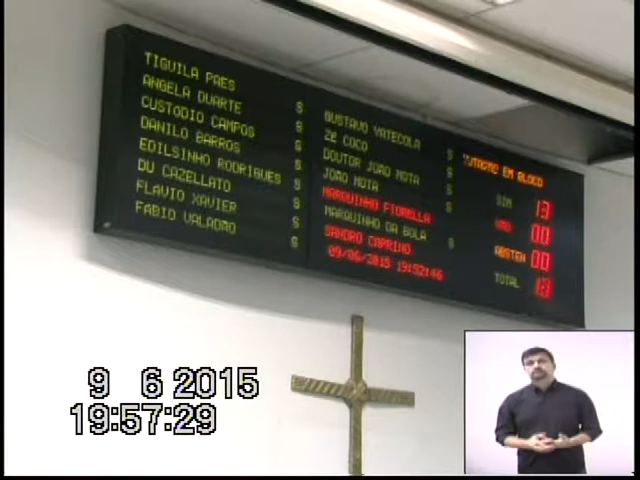 TIGUILA PAES S
ANGELA DUARTE S
CUSTODIO CAMPOS S
DANILO BARROS S
EDILSINHO RODRIGUES S
DU CAZELLATO
FLAVIO XAVIER S
FABIO VALADAO S
GUSTAVO YATECOLA S
ZE COCO S
DOUTOR JOAO MOTA S
JOAO MOTA S
MARQUINHO FIORELLA
MARQUINHO DA BOLA S
SANDRO CAPRINO
09/06/2015 19:52:46
EM BLOCO
SIM 13
NAO 00
ABSTEN 00
TOTAL 13
9 6 2015
19:57:29